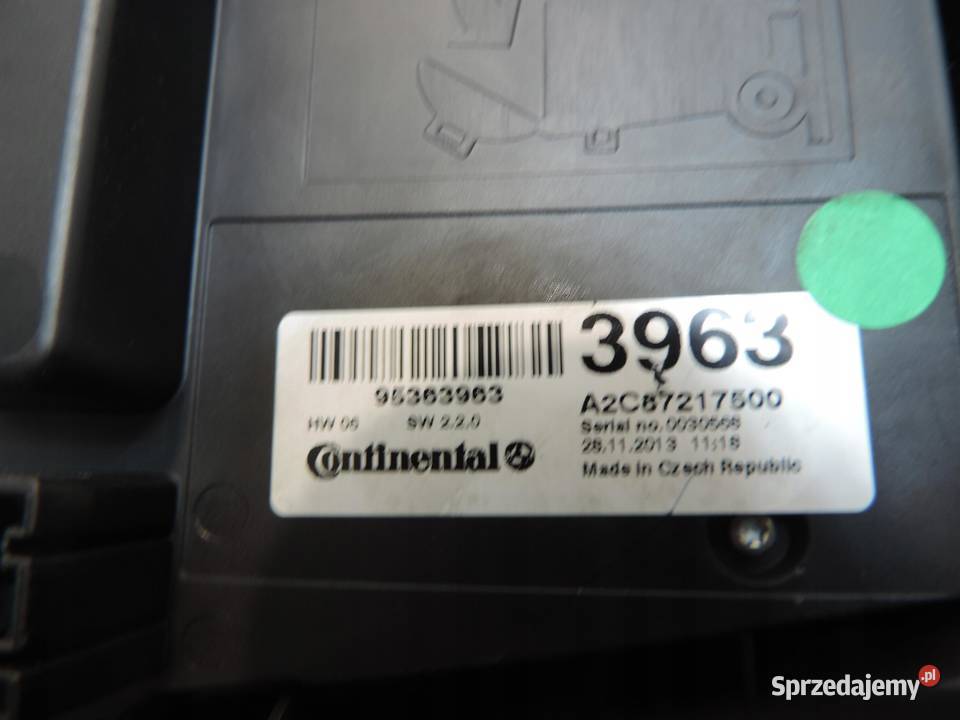 3963
95363963
A2C87217500
HW 06 SW 2.2.0
Serial no. 0030568
28.11.2013 11:18
Continental
Made in Czech Republic
Sprzedajemy.pl